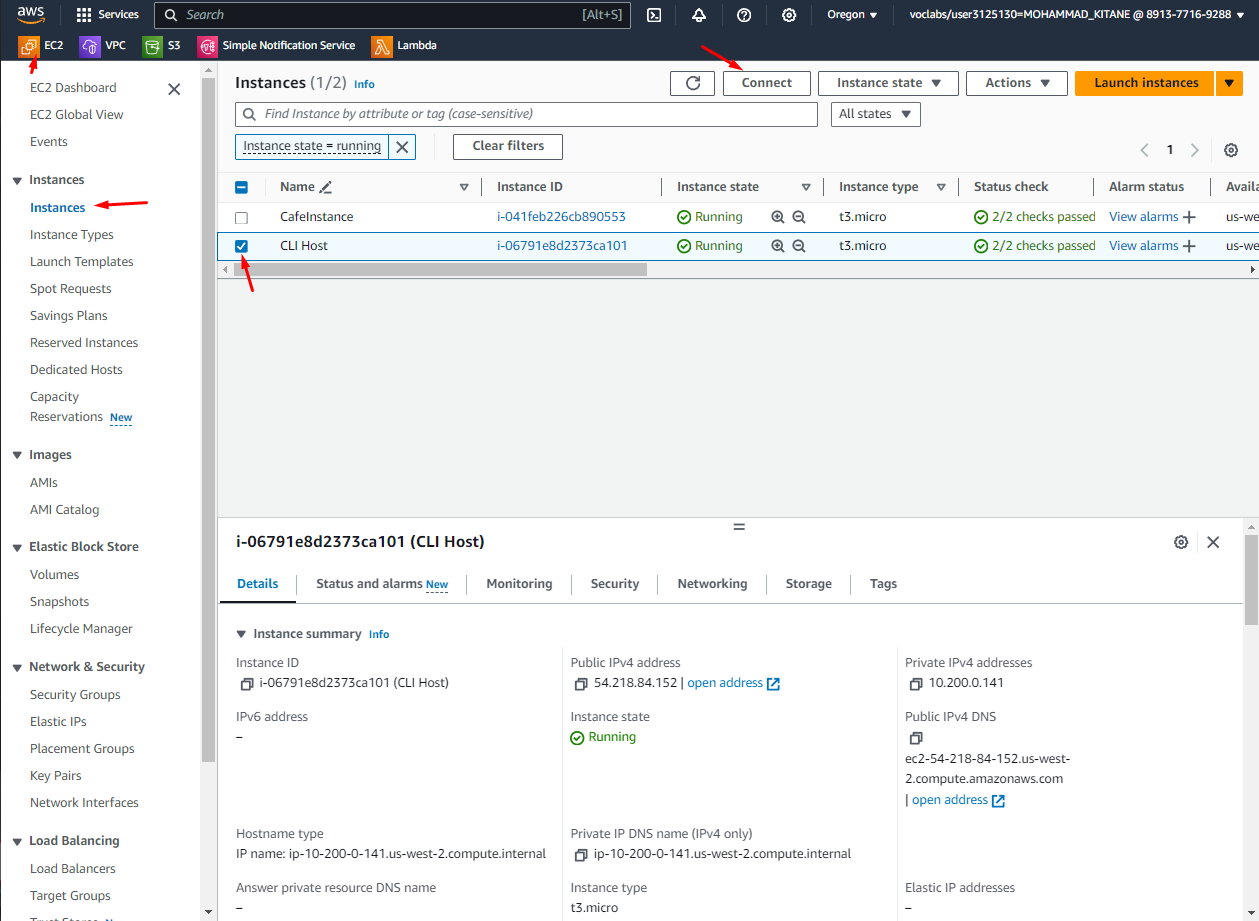 aws
Services
Search
[Alt+S]
Oregon
voclabs/user3125130=MOHAMMAD_KITANE @ 8913-7716-9288
EC2
VPC
S3
Simple Notification Service
Lambda
EC2 Dashboard
EC2 Global View
Events
Instances
Instances
Instance Types
Launch Templates
Spot Requests
Savings Plans
Reserved Instances
Dedicated Hosts
Capacity
Reservations New
Images
AMIs
AMI Catalog
Elastic Block Store
Volumes
Snapshots
Lifecycle Manager
Network & Security
Security Groups
Elastic IPs
Placement Groups
Key Pairs
Network Interfaces
Load Balancing
Load Balancers
Target Groups
Instances (1/2) Info
Connect
Instance state
Actions
Launch instances
Find Instance by attribute or tag (case-sensitive)
All states
Instance state = running
Clear filters
1
Name Instance ID Instance state Instance type Status check Alarm status Availa
CafeInstance i-041feb226cb890553 Running t3.micro 2/2 checks passed View alarms + us-we
CLI Host i-06791e8d2373ca101 Running t3.micro 2/2 checks passed View alarms + us-we
i-06791e8d2373ca101 (CLI Host)
Details
Status and alarms New
Monitoring
Security
Networking
Storage
Tags
Instance summary Info
Instance ID
i-06791e8d2373ca101 (CLI Host)
Public IPv4 address
54.218.84.152 | open address
Private IPv4 addresses
10.200.0.141
IPv6 address
–
Instance state
Running
Public IPv4 DNS
ec2-54-218-84-152.us-west-
2.compute.amazonaws.com
| open address
Hostname type
IP name: ip-10-200-0-141.us-west-2.compute.internal
Private IP DNS name (IPv4 only)
ip-10-200-0-141.us-west-2.compute.internal
Answer private resource DNS name
–
Instance type
t3.micro
Elastic IP addresses
–